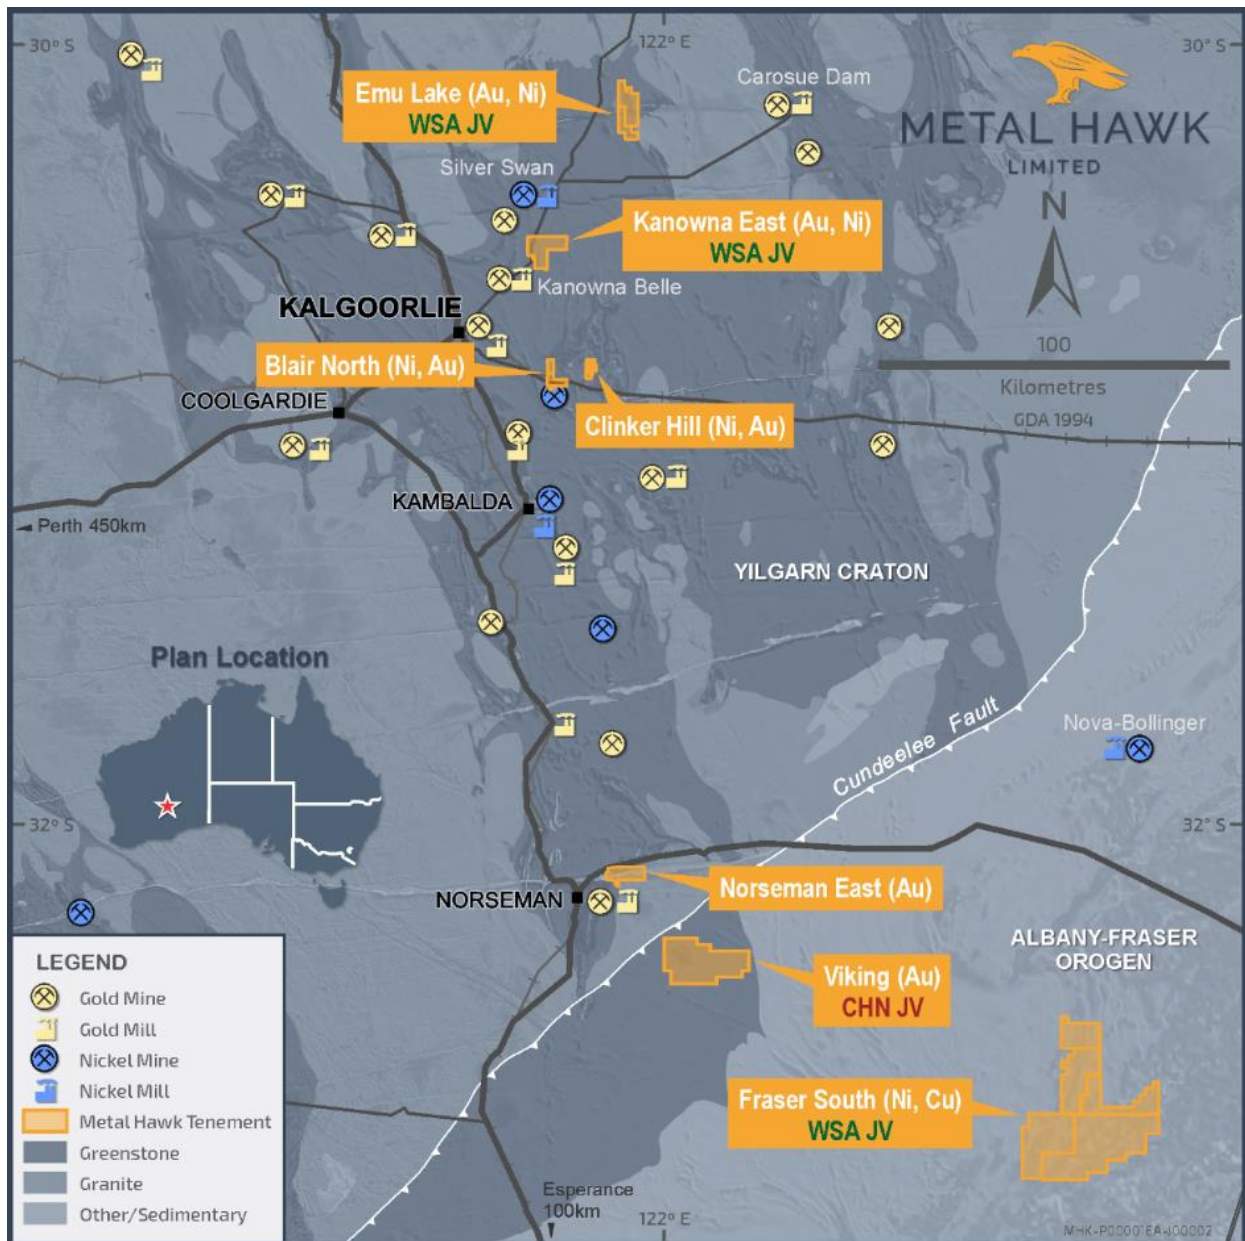 30° S
122° E
30° S
Emu Lake (Au, Ni)
WSA JV
Carosue Dam
METAL HAWK
LIMITED
Silver Swan
N
Kanowna East (Au, Ni)
WSA JV
Kanowna Belle
KALGOORLIE
100
Kilometres
GDA 1994
Blair North (Ni, Au)
COOLGARDIE
Clinker Hill (Ni, Au)
KAMBALDA
Perth 450km
YILGARN CRATON
Plan Location
Cundeelee Fault
Nova-Bollinger
32° S
32° S
NORSEMAN
Norseman East (Au)
ALBANY-FRASER
OROGEN
Viking (Au)
CHN JV
Fraser South (Ni, Cu)
WSA JV
LEGEND
Gold Mine
Gold Mill
Nickel Mine
Nickel Mill
Metal Hawk Tenement
Greenstone
Granite
Other/Sedimentary
Esperance
100km
122° E